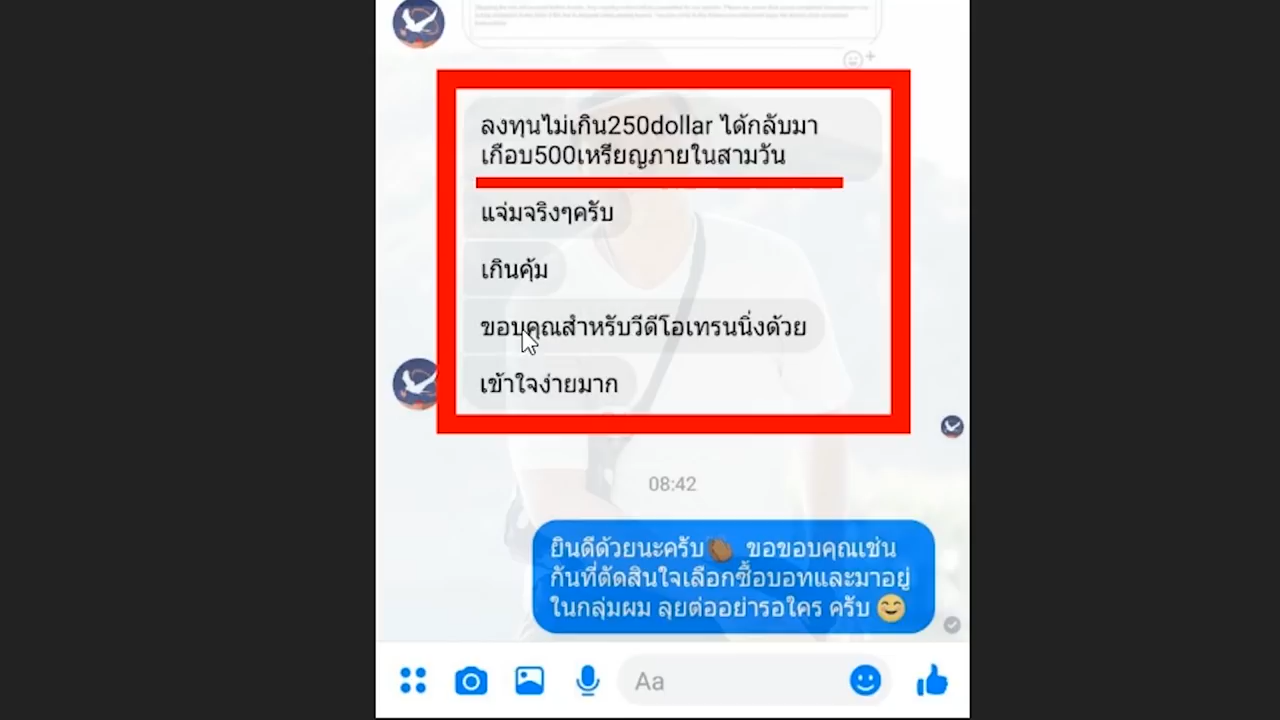 ลงทุนไม่เกิน250dollar ได้กลับมา
เกือบ500เหรียญภายในสามวัน
แจ่มจริงๆครับ
เกินคุ้ม
ขอบคุณสำหรับวีดีโอเทรนนิ่งด้วย
เข้าใจง่ายมาก
08:42
ยินดีด้วยนะครับ👏🏾 ขอขอบคุณเช่น
กันที่ตัดสินใจเลือกซื้อบอทและมาอยู่
ในกลุ่มผม ลุยต่ออย่ารอใคร ครับ😊
Aa